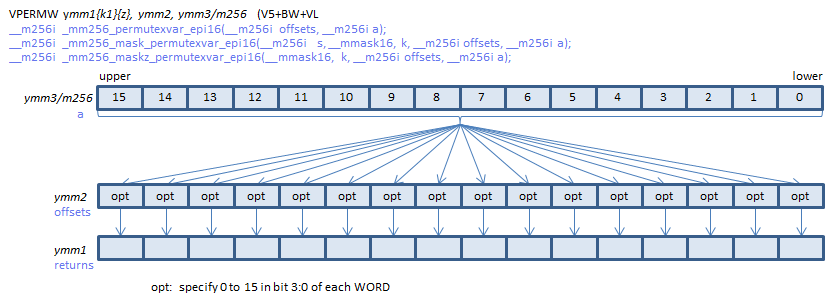 VPERMW ymm1{k1}{z}, ymm2, ymm3/m256 (V5+BW+VL
__m256i _mm256_permutexvar_epi16(__m256i offsets, __m256i a);
__m256i _mm256_mask_permutexvar_epi16(__m256i s,__mmask16, k, __m256i offsets, __m256i a);
__m256i _mm256_maskz_permutexvar_epi16(__mmask16, k, __m256i offsets, __m256i a);
upper lower
ymm3/m256 15 14 13 12 11 10 9 8 7 6 5 4 3 2 1 0
a
ymm2 opt opt opt opt opt opt opt opt opt opt opt opt opt opt opt opt
offsets
ymm1
returns
opt: specify 0 to 15 in bit 3:0 of each WORD